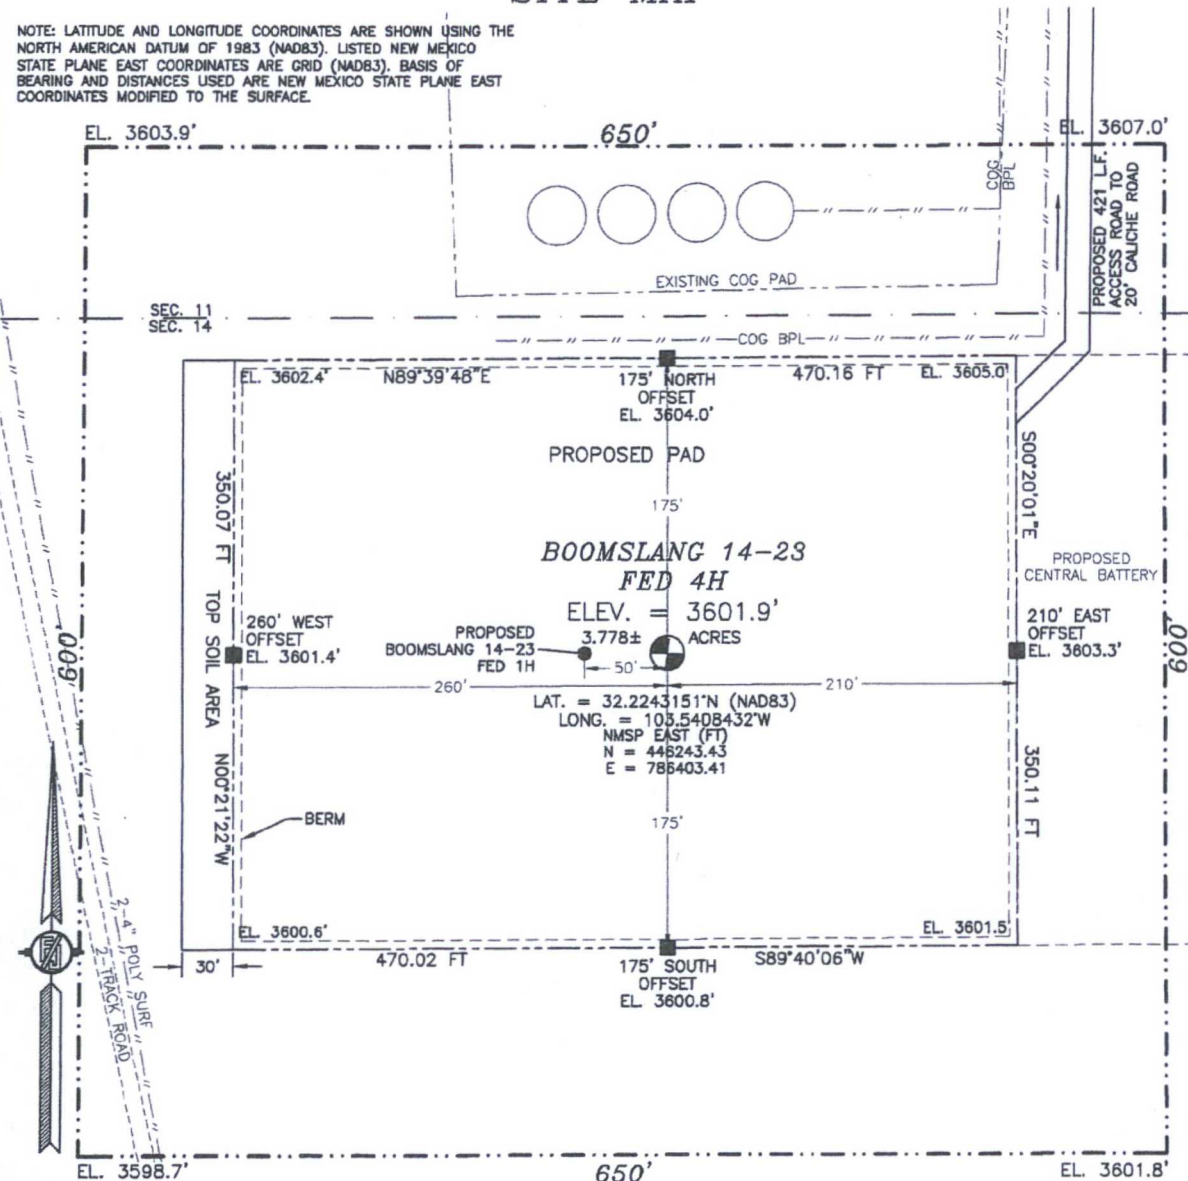 NOTE: LATITUDE AND LONGITUDE COORDINATES ARE SHOWN USING THE
NORTH AMERICAN DATUM OF 1983 (NAD83). LISTED NEW MEXICO
STATE PLANE EAST COORDINATES ARE GRID (NAD83). BASIS OF
BEARING AND DISTANCES USED ARE NEW MEXICO STATE PLANE EAST
COORDINATES MODIFIED TO THE SURFACE.
EL. 3603.9'
650'
EL. 3607.0'
COG
BPL
PROPOSED 421 L.F.
ACCESS ROAD TO
20' CALICHE ROAD
EXISTING COG PAD
SEC. 11
SEC. 14
COG BPL
EL. 3602.4'
N89°39'48"E
175' NORTH
OFFSET
EL. 3604.0'
470.16 FT
EL. 3605.0'
PROPOSED PAD
350.07 FT
175'
S00°20'01"E
BOOMSLANG 14-23
FED 4H
ELEV. = 3601.9'
PROPOSED
CENTRAL BATTERY
600'
TOP SOIL AREA
260' WEST
OFFSET
EL. 3601.4'
PROPOSED
BOOMSLANG 14-23
FED 1H
3.778± ACRES
50'
210' EAST
OFFSET
EL. 3603.3'
600'
260'
210'
LAT. = 32.2243151°N (NAD83)
LONG. = 103.5408432°W
NMSP EAST (FT)
N = 446243.43
E = 786403.41
N00°21'22"W
350.11 FT
175'
BERM
2-4" POLY SURF
2-TRACK ROAD
EL. 3600.6'
EL. 3601.5'
30'
470.02 FT
175' SOUTH
OFFSET
EL. 3600.8'
S89°40'06"W
EL. 3598.7'
650'
EL. 3601.8'